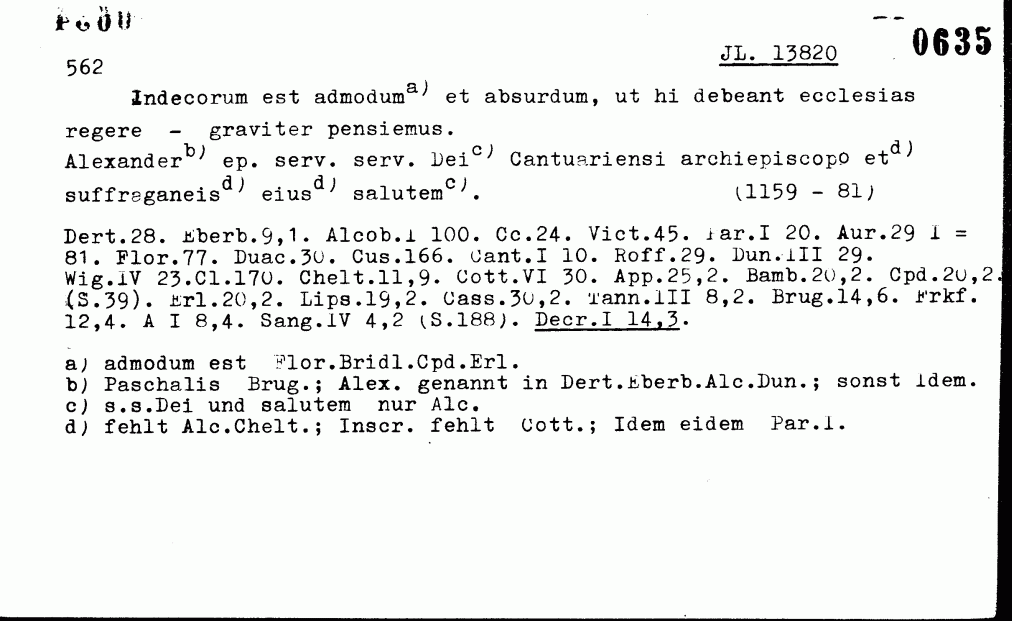 0635
JL. 13820
562
Indecorum est admodum a) et absurdum, ut hi debeant ecclesias
regere - graviter pensiemus.
Alexander b) ep. serv. serv. Dei c) Cantuariensi archiepiscopo et d)
suffraganeis d) eius d) salutem c). (1159 - 81)
Dert.28. Eberb.9,1. Alcob.I 100. Cc.24. Vict.45. Par.I 20. Aur.29 I =
81. Flor.77. Duac.30. Cus.166. Cant.I 10. Roff.29. Dun.III 29.
Wig.IV 23.Cl.170. Chelt.11,9. Cott.VI 30. App.25,2. Bamb.20,2. Cpd.20,2.
(S.39). Erl.20,2. Lips.19,2. Cass.30,2. Tann.III 8,2. Brug.14,6. Frkf.
12,4. A I 8,4. Sang.IV 4,2 (S.188). Decr.I 14,3.
a) admodum est Flor.Bridl.Cpd.Erl.
b) Paschalis Brug.; Alex. genannt in Dert.Eberb.Alc.Dun.; sonst Idem.
c) s.s.Dei und salutem nur Alc.
d) fehlt Alc.Chelt.; Inscr. fehlt Cott.; Idem eidem Par.I.